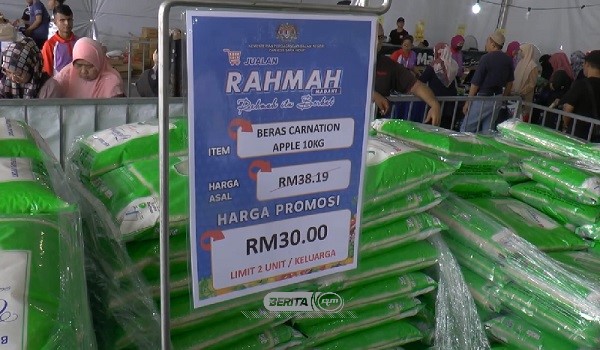 JUALAN
RAHMAH
MADANI
Rahmah itu Berkat
ITEM
BERAS CARNATION
APPLE 10KG
HARGA
ASAL
RM38.19
HARGA PROMOSI
RM30.00
LIMIT 2 UNIT / KELUARGA
BERITA